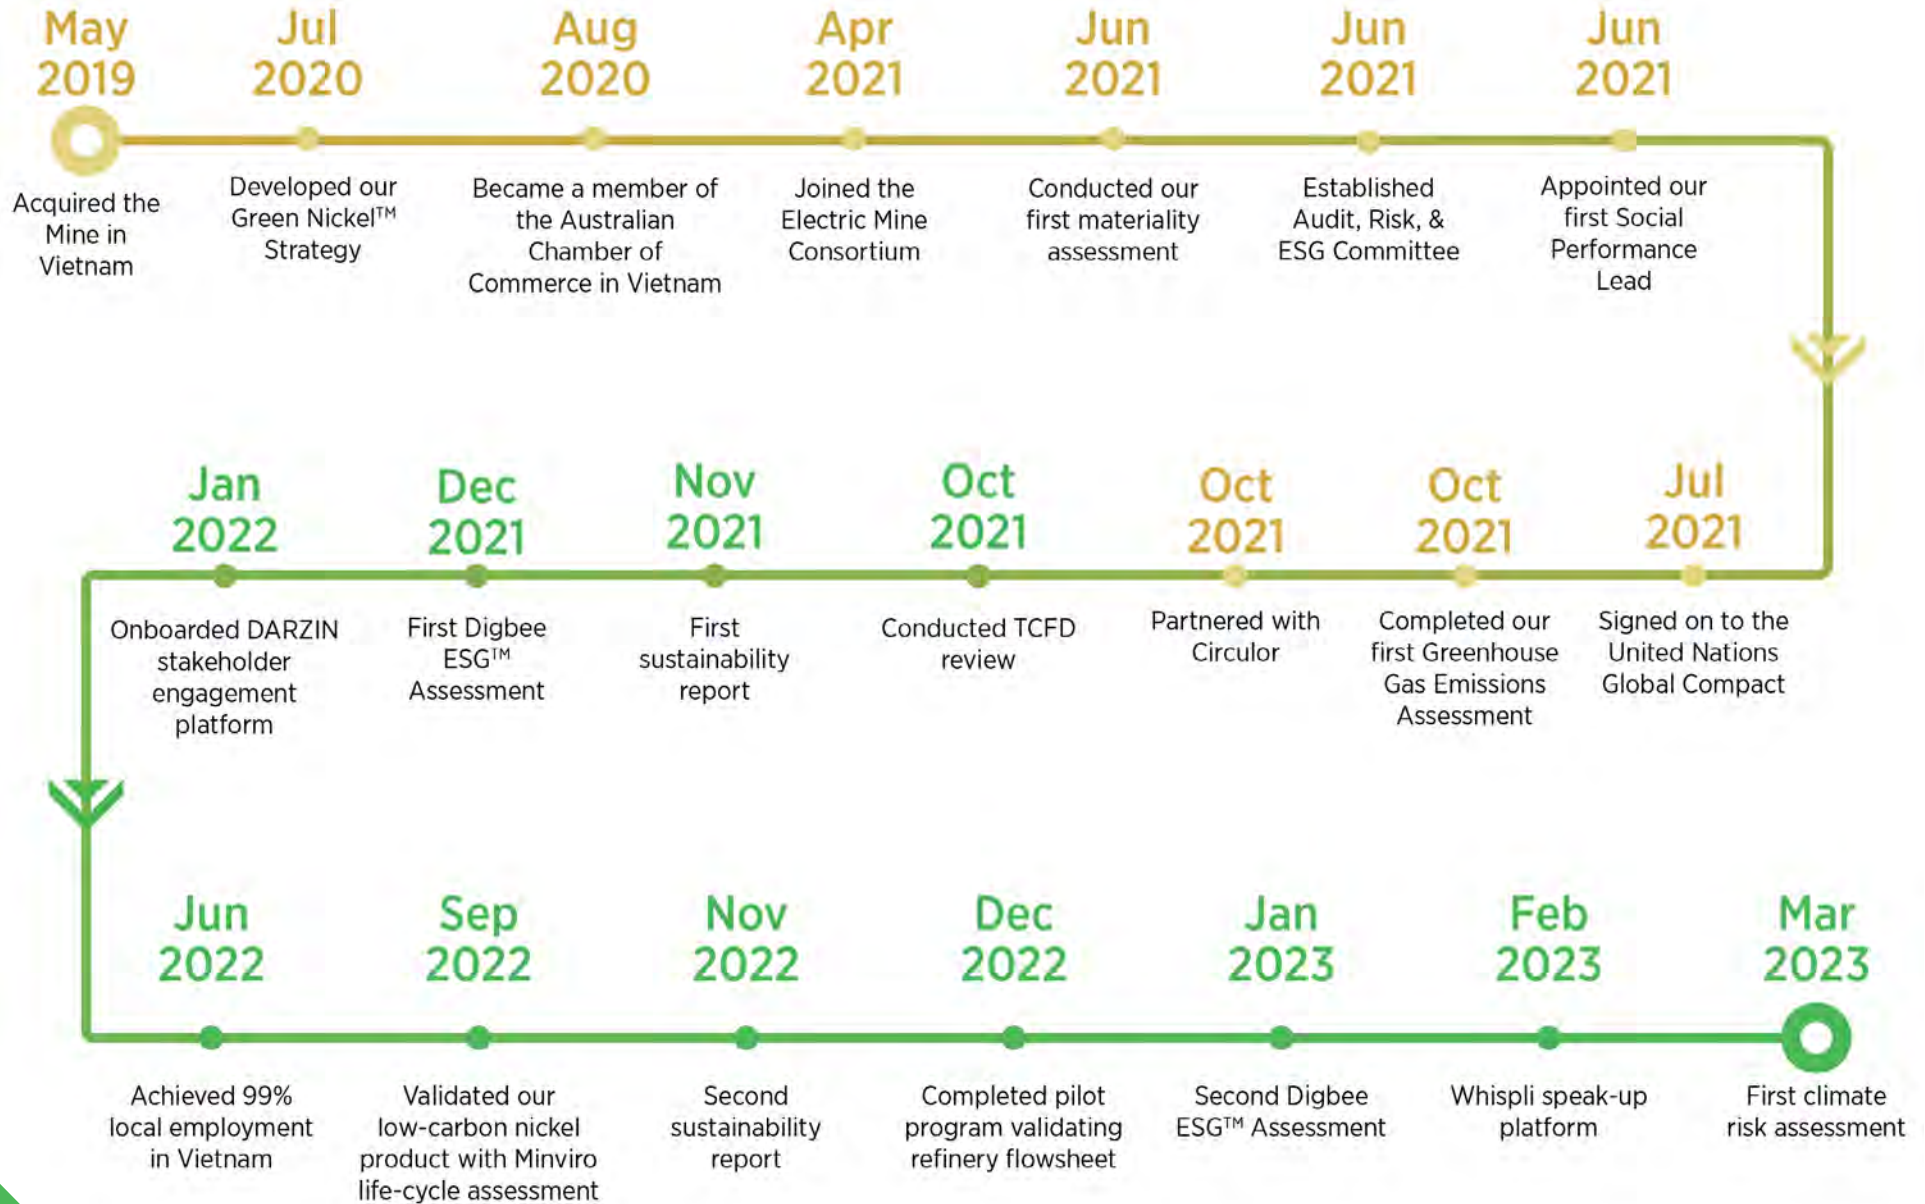 May
2019
Acquired the
Mine in
Vietnam
Jul
2020
Developed our
Green Nickel™
Strategy
Aug
2020
Became a member of
the Australian
Chamber of
Commerce in Vietnam
Apr
2021
Joined the
Electric Mine
Consortium
Jun
2021
Conducted our
first materiality
assessment
Jun
2021
Established
Audit, Risk, &
ESG Committee
Jun
2021
Appointed our
first Social
Performance
Lead
Jul
2021
Signed on to the
United Nations
Global Compact
Oct
2021
Completed our
first Greenhouse
Gas Emissions
Assessment
Oct
2021
Partnered with
Circulor
Oct
2021
Conducted TCFD
review
Nov
2021
First
sustainability
report
Dec
2021
First Digbee
ESG™
Assessment
Jan
2022
Onboarded DARZIN
stakeholder
engagement
platform
Jun
2022
Achieved 99%
local employment
in Vietnam
Sep
2022
Validated our
low-carbon nickel
product with Minviro
life-cycle assessment
Nov
2022
Second
sustainability
report
Dec
2022
Completed pilot
program validating
refinery flowsheet
Jan
2023
Second Digbee
ESG™ Assessment
Feb
2023
Whispli speak-up
platform
Mar
2023
First climate
risk assessment